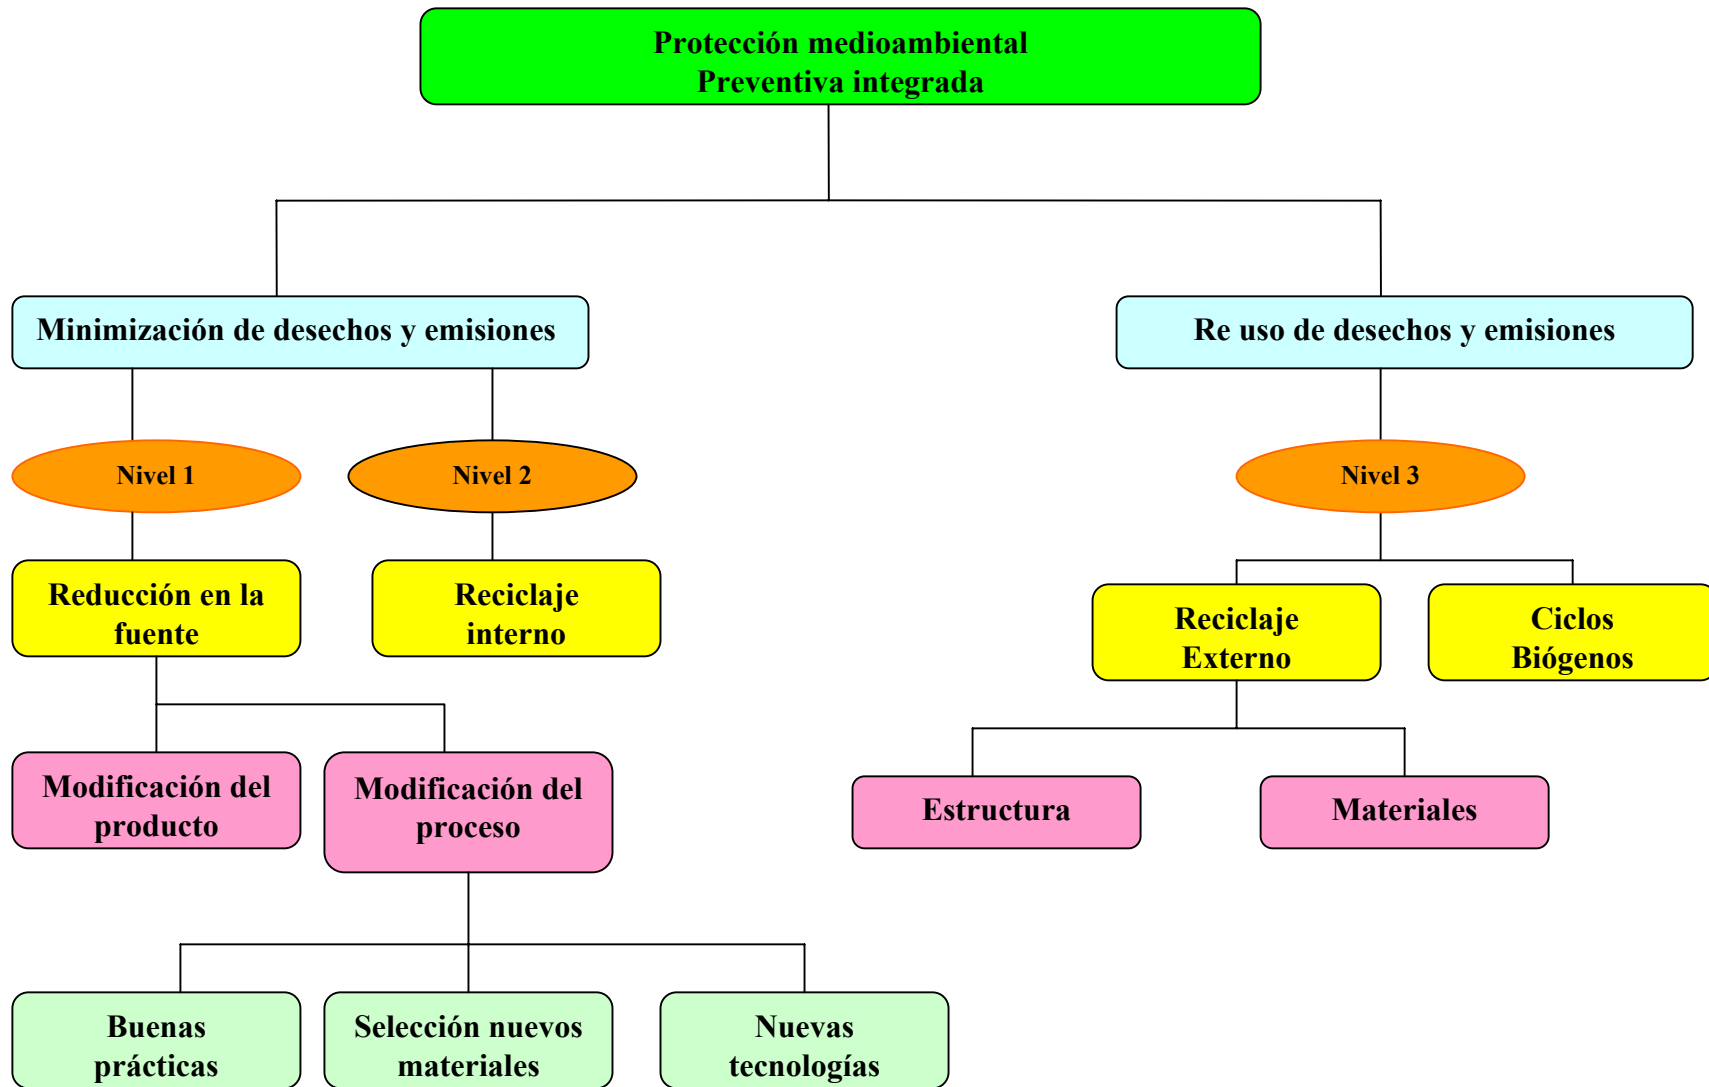 Protección medioambiental
Preventiva integrada
Minimización de desechos y emisiones
Re uso de desechos y emisiones
Nivel 1
Nivel 2
Nivel 3
Reducción en la
fuente
Reciclaje
interno
Reciclaje
Externo
Ciclos
Biógenos
Modificación del
producto
Modificación del
proceso
Estructura
Materiales
Buenas
prácticas
Selección nuevos
materiales
Nuevas
tecnologías